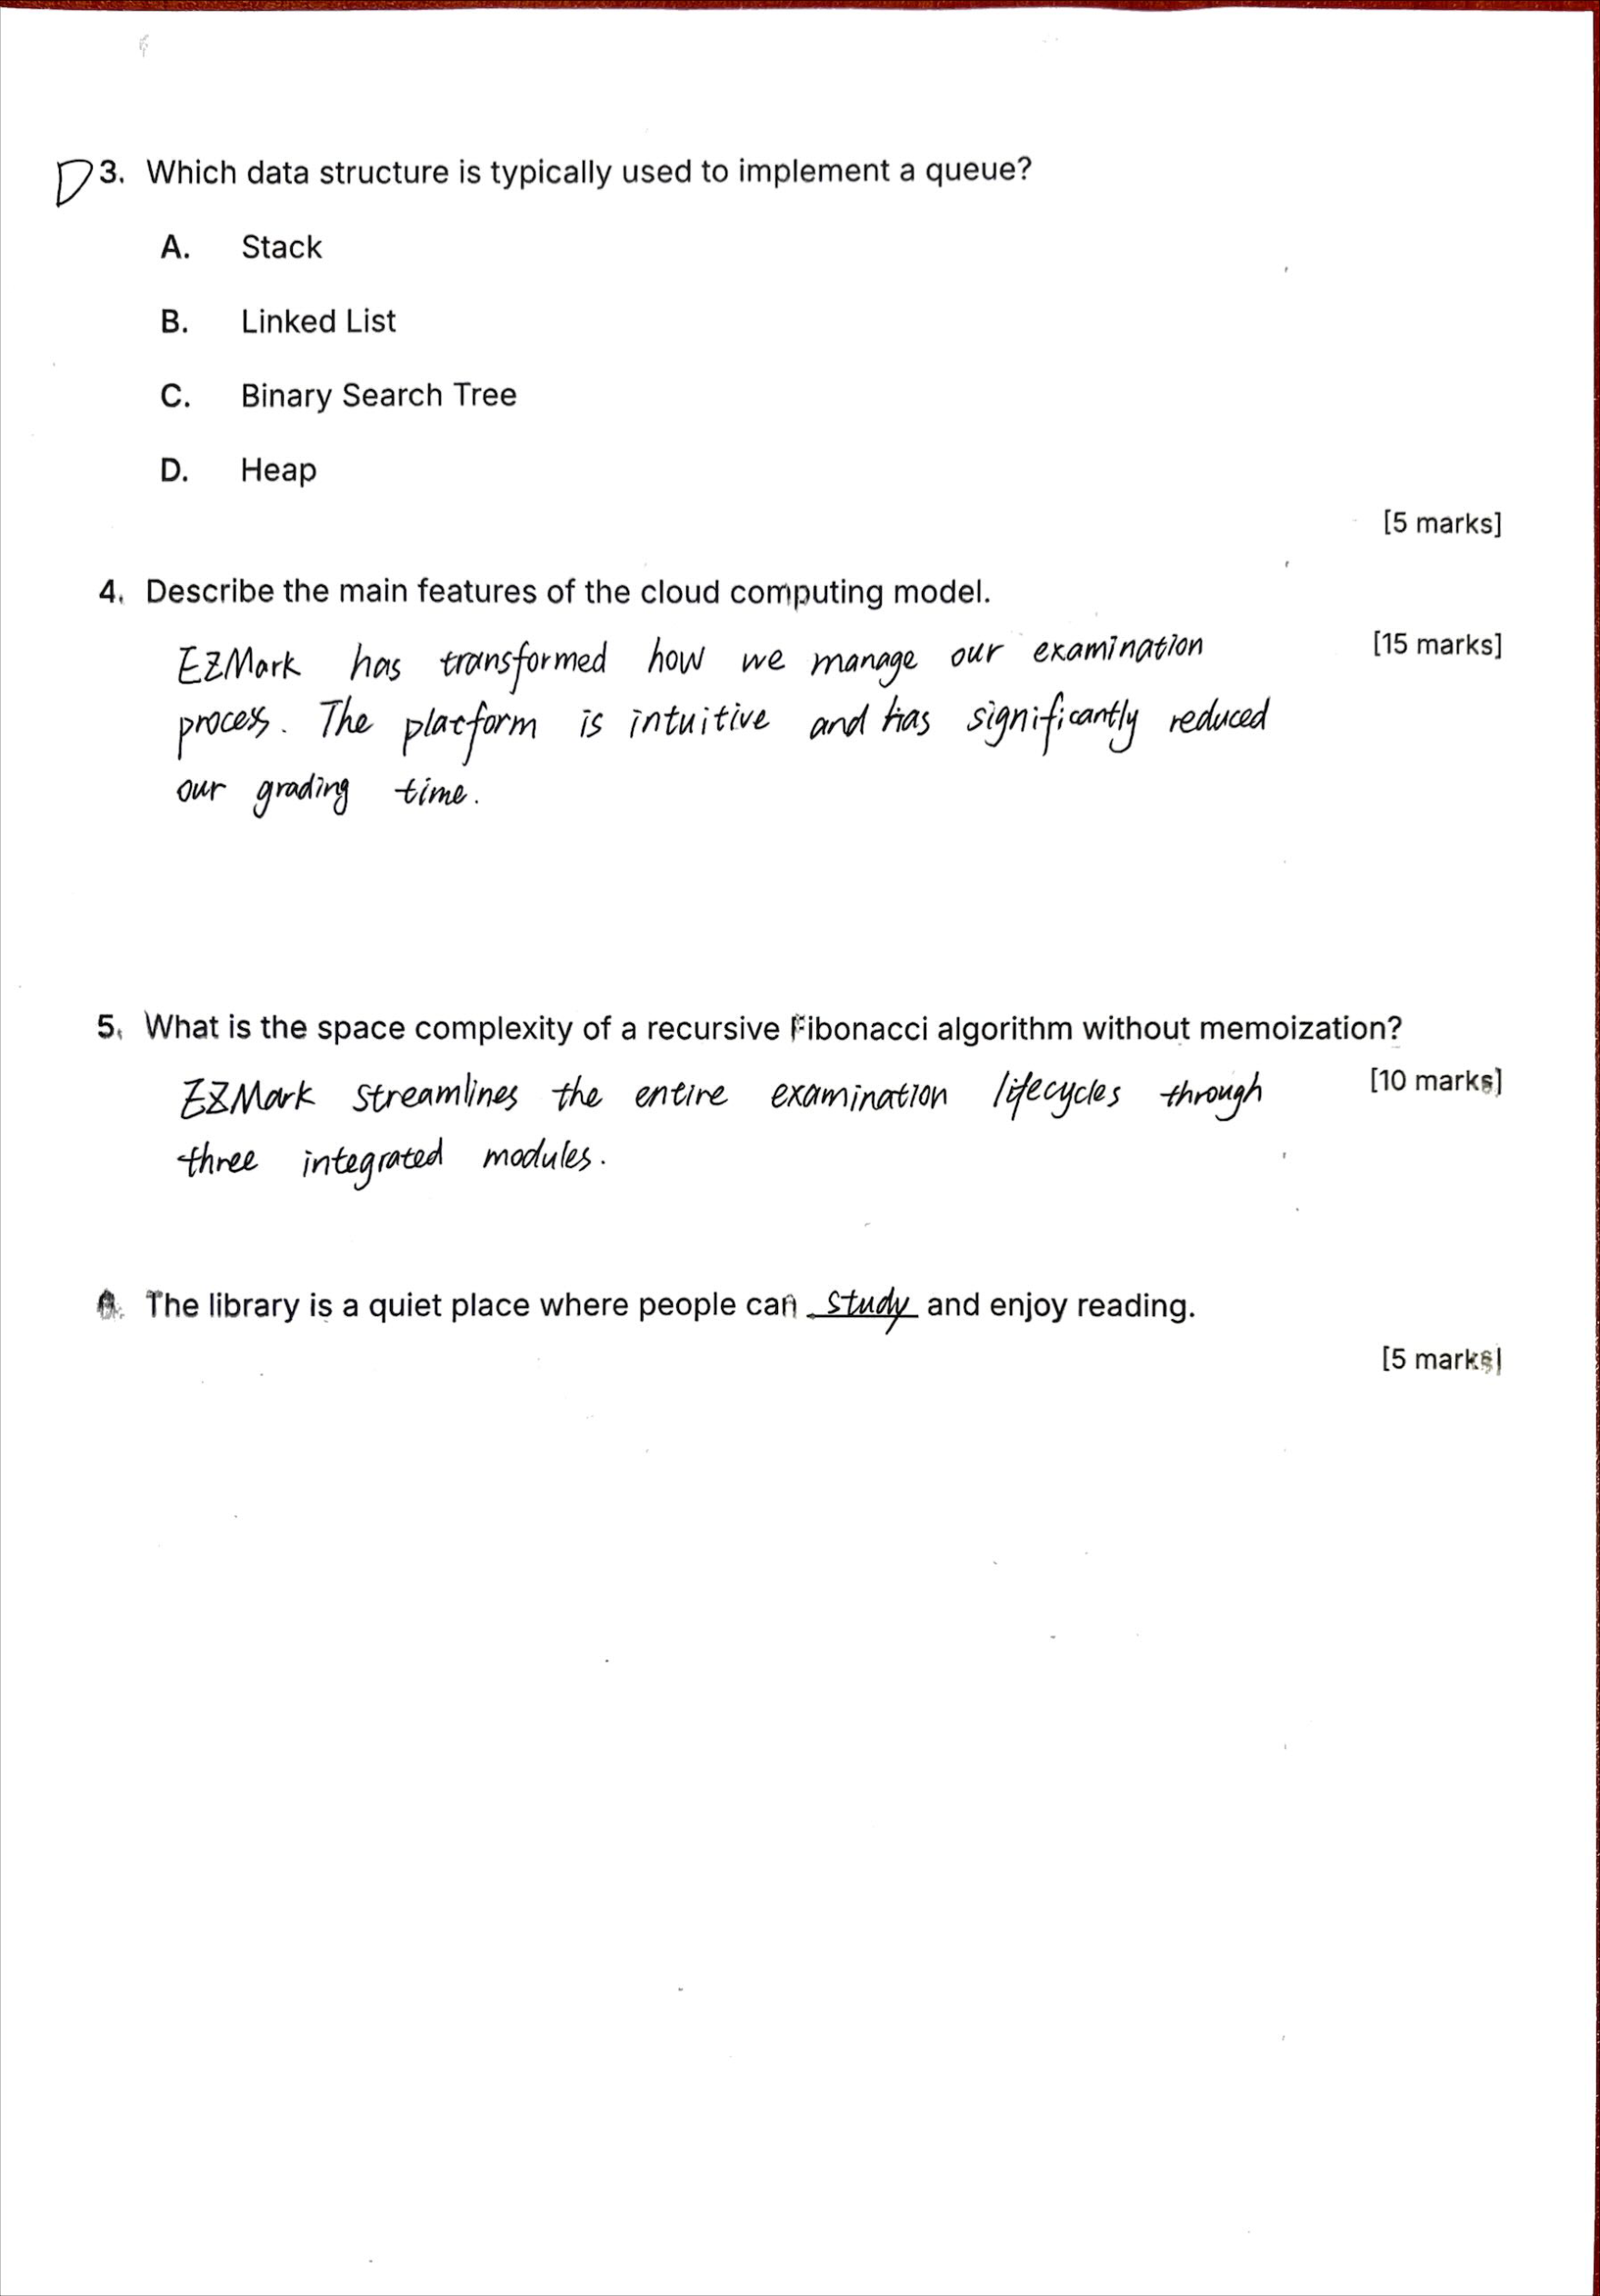 D 3. Which data structure is typically used to implement a queue?
A. Stack
B. Linked List
C. Binary Search Tree
D. Heap
[5 marks]
4. Describe the main features of the cloud computing model.
[15 marks]
EZMark has transformed how we manage our examination
process. The platform is intuitive and has significantly reduced
our grading time.
5. What is the space complexity of a recursive Fibonacci algorithm without memoization?
[10 marks]
EZMark streamlines the entire examination lifecycles through
three integrated modules.
The library is a quiet place where people can study and enjoy reading.
[5 marks]